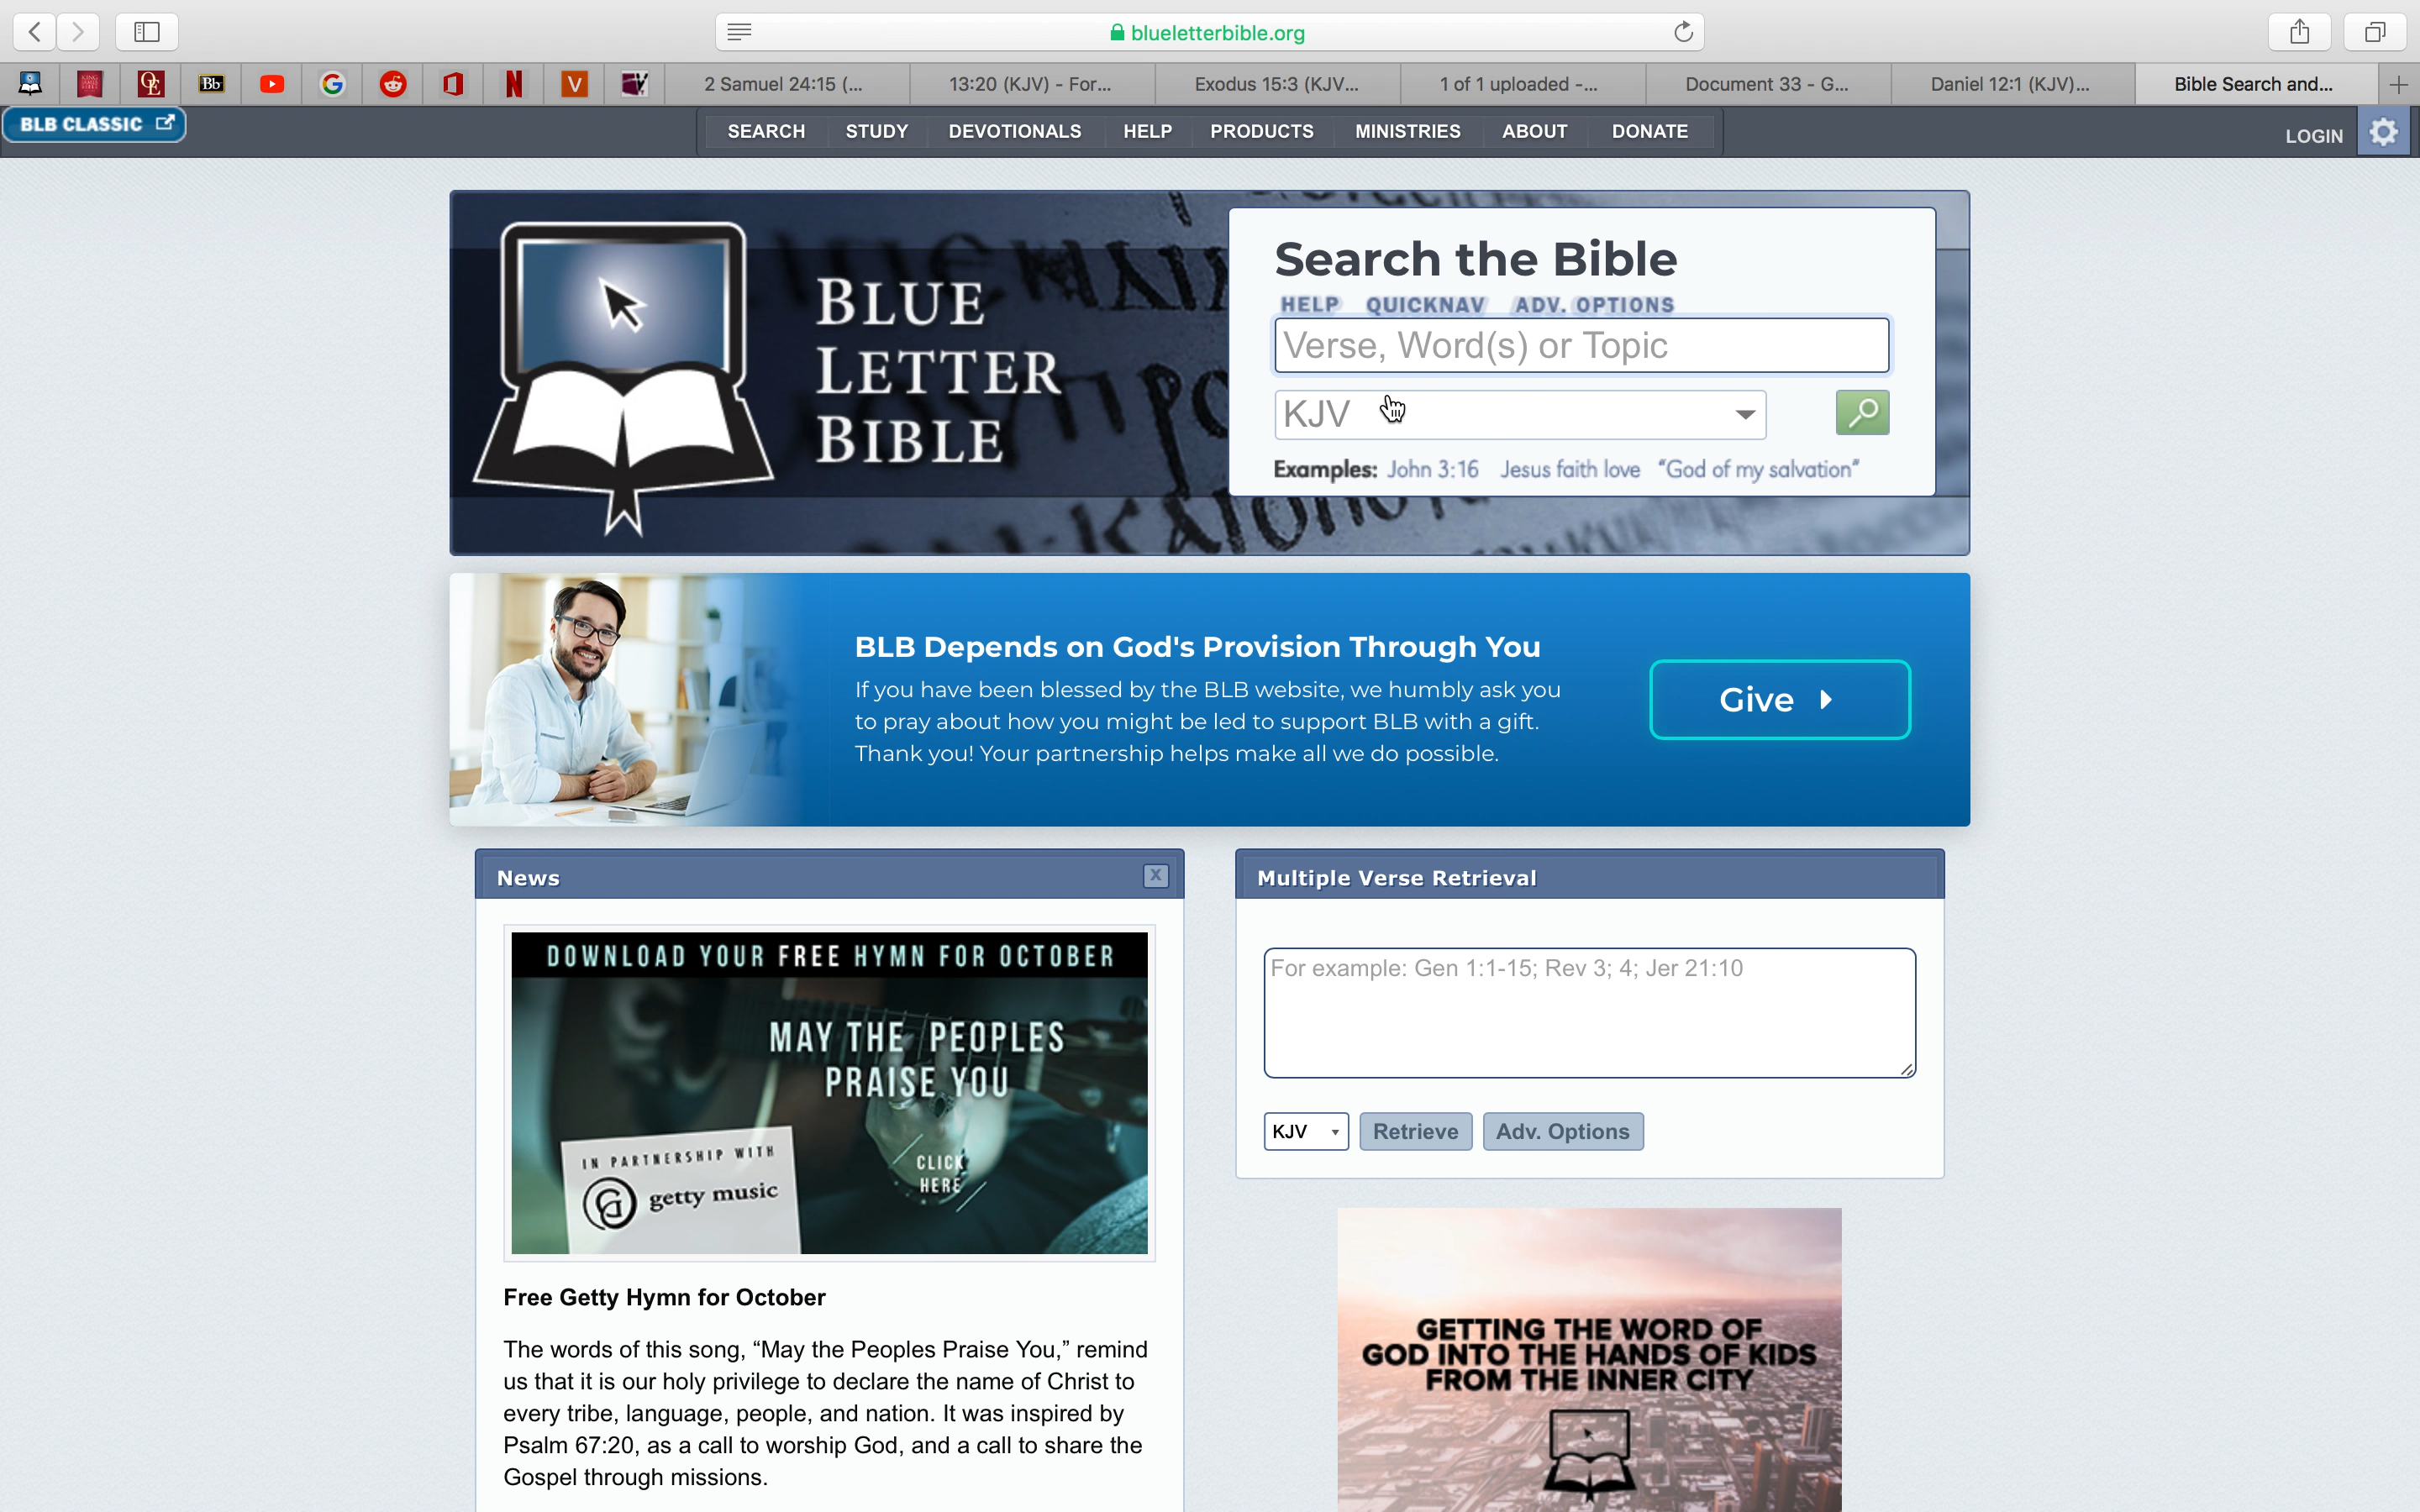 blueletterbible.org
Bb
V
2 Samuel 24:15 (...
13:20 (KJV) - For...
Exodus 15:3 (KJV...
1 of 1 uploaded -...
Document 33 - G...
Daniel 12:1 (KJV)...
Bible Search and...
BLB CLASSIC
SEARCH
STUDY
DEVOTIONALS
HELP
PRODUCTS
MINISTRIES
ABOUT
DONATE
LOGIN
BLUE
LETTER
BIBLE
Search the Bible
HELP QUICKNAV ADV. OPTIONS
Verse, Word(s) or Topic
KJV
Examples: John 3:16 Jesus faith love “God of my salvation”
BLB Depends on God's Provision Through You
If you have been blessed by the BLB website, we humbly ask you
to pray about how you might be led to support BLB with a gift.
Thank you! Your partnership helps make all we do possible.
Give
News
X
DOWNLOAD YOUR FREE HYMN FOR OCTOBER
MAY THE PEOPLES
PRAISE YOU
IN PARTNERSHIP WITH
getty music
CLICK
HERE
Free Getty Hymn for October
The words of this song, “May the Peoples Praise You,” remind
us that it is our holy privilege to declare the name of Christ to
every tribe, language, people, and nation. It was inspired by
Psalm 67:20, as a call to worship God, and a call to share the
Gospel through missions.
Multiple Verse Retrieval
For example: Gen 1:1-15; Rev 3; 4; Jer 21:10
KJV
Retrieve
Adv. Options
GETTING THE WORD OF
GOD INTO THE HANDS OF KIDS
FROM THE INNER CITY